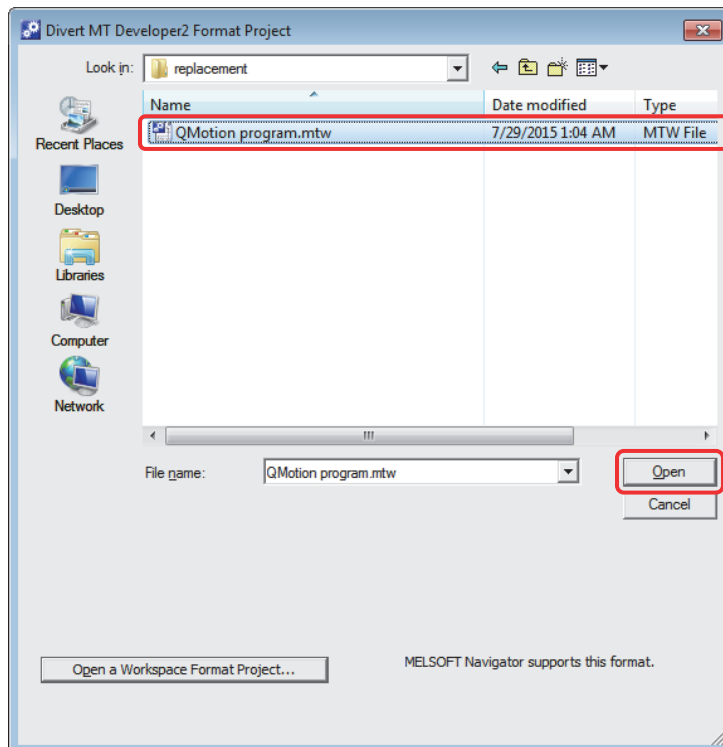 Divert MT Developer2 Format Project
Look in: replacement
Name Date modified Type
QMotion program.mtw 7/29/2015 1:04 AM MTW File
Recent Places
Desktop
Libraries
Computer
Network
File name: QMotion program.mtw Open
Cancel
Open a Workspace Format Project... MELSOFT Navigator supports this format.